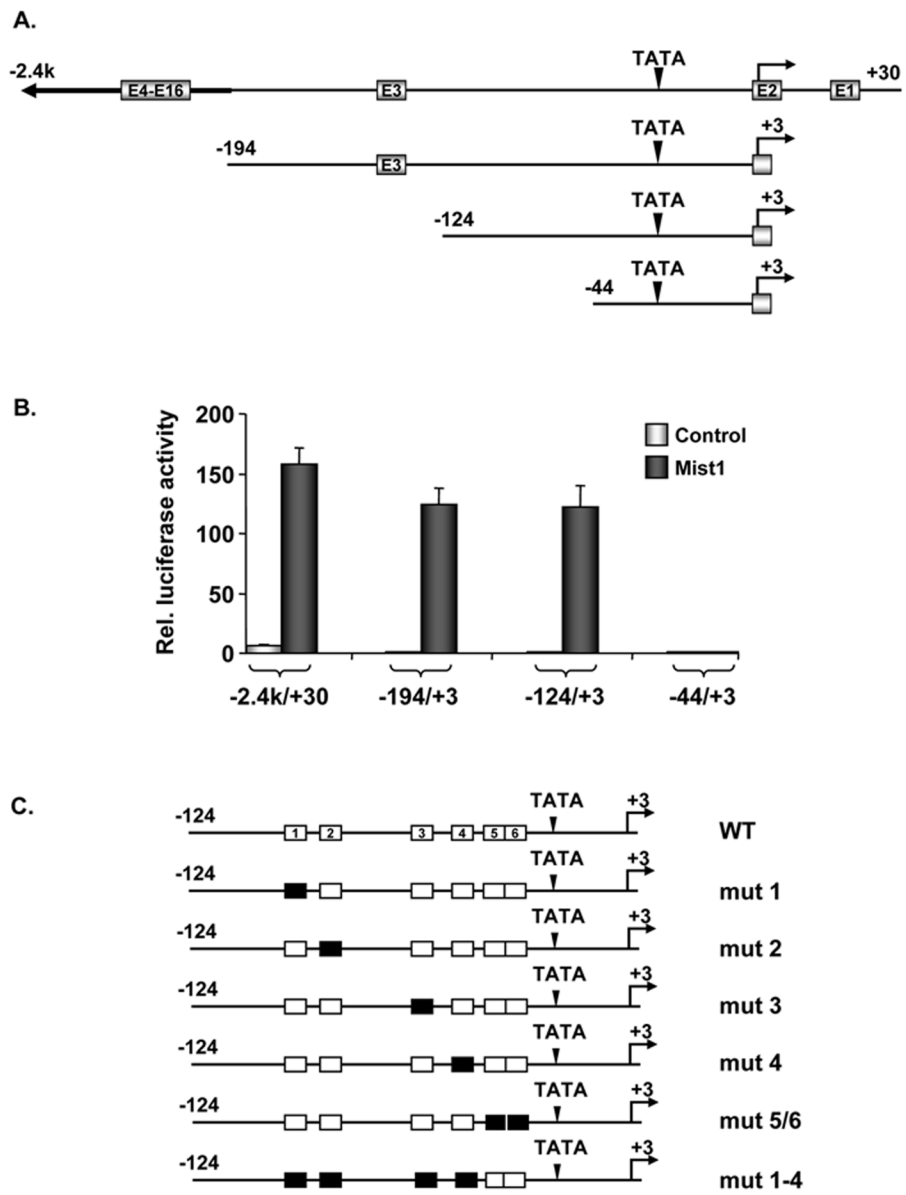 A.
-2.4k E4-E16 E3 TATA E2 E1 +30
-194 E3 TATA +3
-124 TATA +3
-44 TATA +3
B.
Rel. luciferase activity
200
150
100
50
0
Control
Mist1
-2.4k/+30 -194/+3 -124/+3 -44/+3
C.
-124 1 2 3 4 5 6 TATA +3 WT
-124 TATA +3 mut 1
-124 TATA +3 mut 2
-124 TATA +3 mut 3
-124 TATA +3 mut 4
-124 TATA +3 mut 5/6
-124 TATA +3 mut 1-4